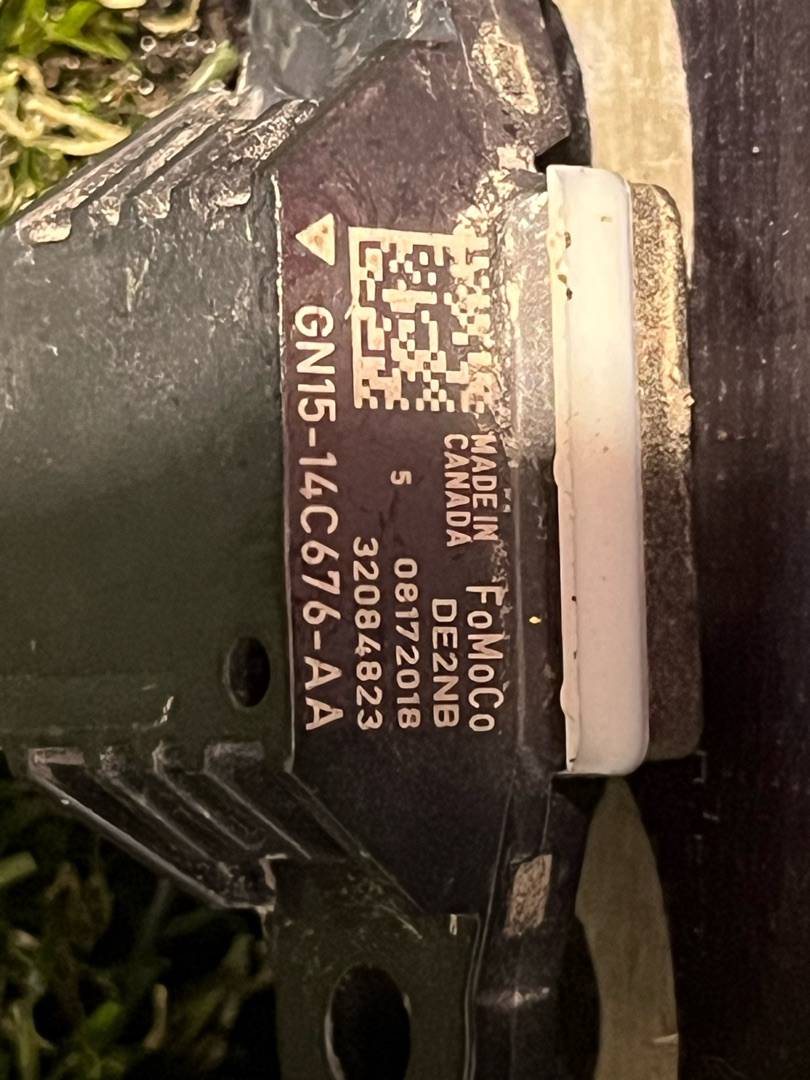 MADE IN
CANADA
5
FoMoCo
DE2NB
08172018
32084823
GN15-14C676-AA